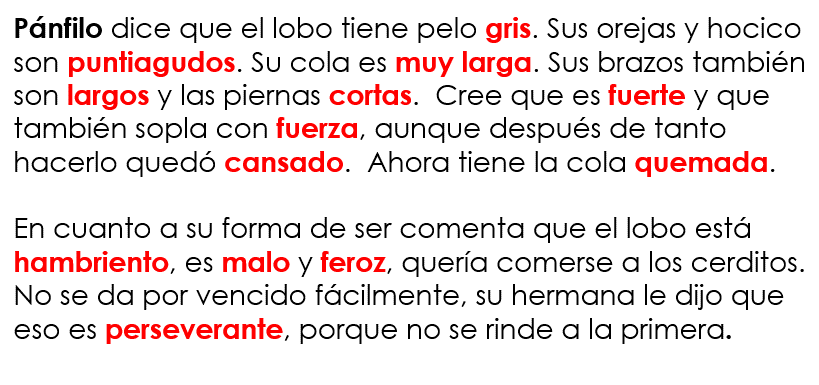 Pánfilo dice que el lobo tiene pelo gris. Sus orejas y hocico
son puntiagudos. Su cola es muy larga. Sus brazos también
son largos y las piernas cortas.  Cree que es fuerte y que
también sopla con fuerza, aunque después de tanto
hacerlo quedó cansado.  Ahora tiene la cola quemada.
En cuanto a su forma de ser comenta que el lobo está
hambriento, es malo y feroz, quería comerse a los cerditos.
No se da por vencido fácilmente, su hermana le dijo que
eso es perseverante, porque no se rinde a la primera.